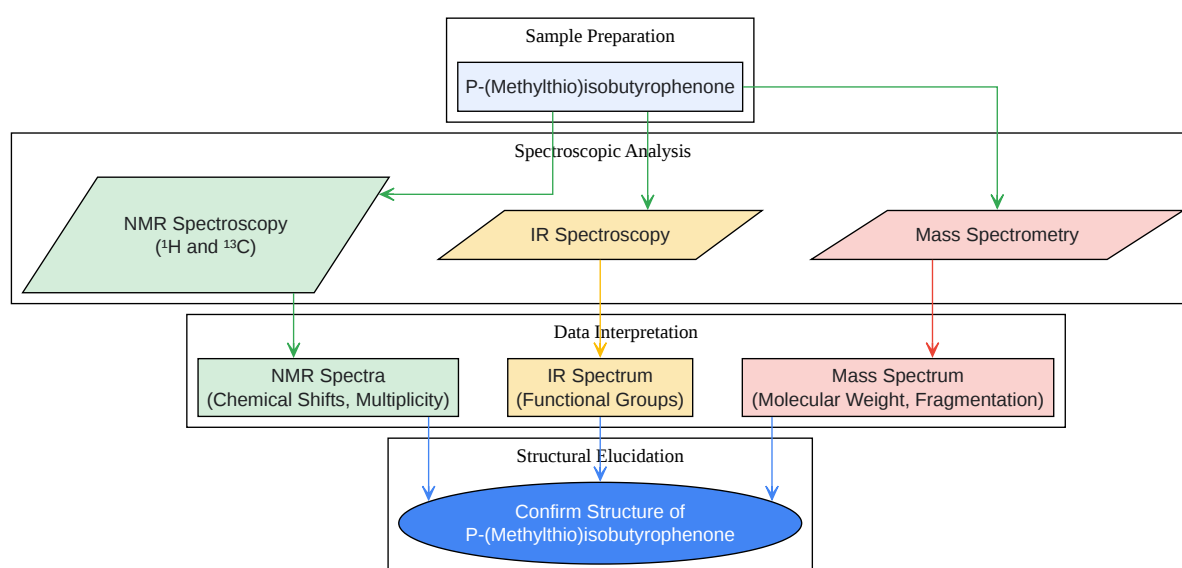 Sample Preparation
P-(Methylthio)isobutyrophenone
Spectroscopic Analysis
NMR Spectroscopy
(¹H and ¹³C)
IR Spectroscopy
Mass Spectrometry
Data Interpretation
NMR Spectra
(Chemical Shifts, Multiplicity)
IR Spectrum
(Functional Groups)
Mass Spectrum
(Molecular Weight, Fragmentation)
Structural Elucidation
Confirm Structure of
P-(Methylthio)isobutyrophenone